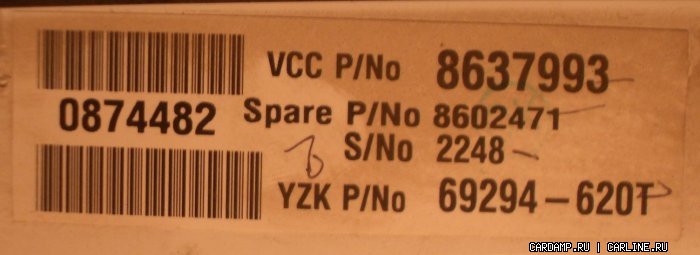 VCC P/No 8637993
0874482 Spare P/No 8602471
S/No 2248
YZK P/No 69294-620T
CARDAMP.RU | CARLINE.RU